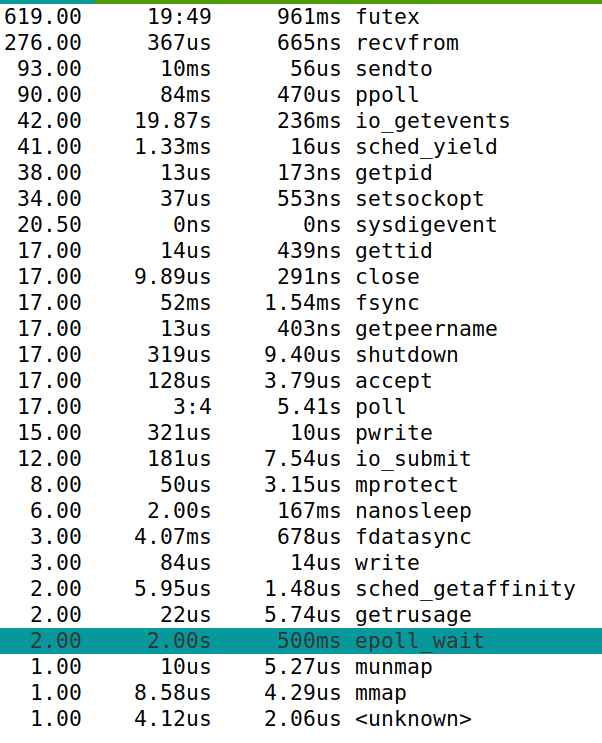 619.00 19:49 961ms futex
276.00 367us 665ns recvfrom
93.00 10ms 56us sendto
90.00 84ms 470us ppoll
42.00 19.87s 236ms io_getevents
41.00 1.33ms 16us sched_yield
38.00 13us 173ns getpid
34.00 37us 553ns setsockopt
20.50 0ns 0ns sysdigevent
17.00 14us 439ns gettid
17.00 9.89us 291ns close
17.00 52ms 1.54ms fsync
17.00 13us 403ns getpeername
17.00 319us 9.40us shutdown
17.00 128us 3.79us accept
17.00 3:4 5.41s poll
15.00 321us 10us pwrite
12.00 181us 7.54us io_submit
8.00 50us 3.15us mprotect
6.00 2.00s 167ms nanosleep
3.00 4.07ms 678us fdatasync
3.00 84us 14us write
2.00 5.95us 1.48us sched_getaffinity
2.00 22us 5.74us getrusage
2.00 2.00s 500ms epoll_wait
1.00 10us 5.27us munmap
1.00 8.58us 4.29us mmap
1.00 4.12us 2.06us <unknown>